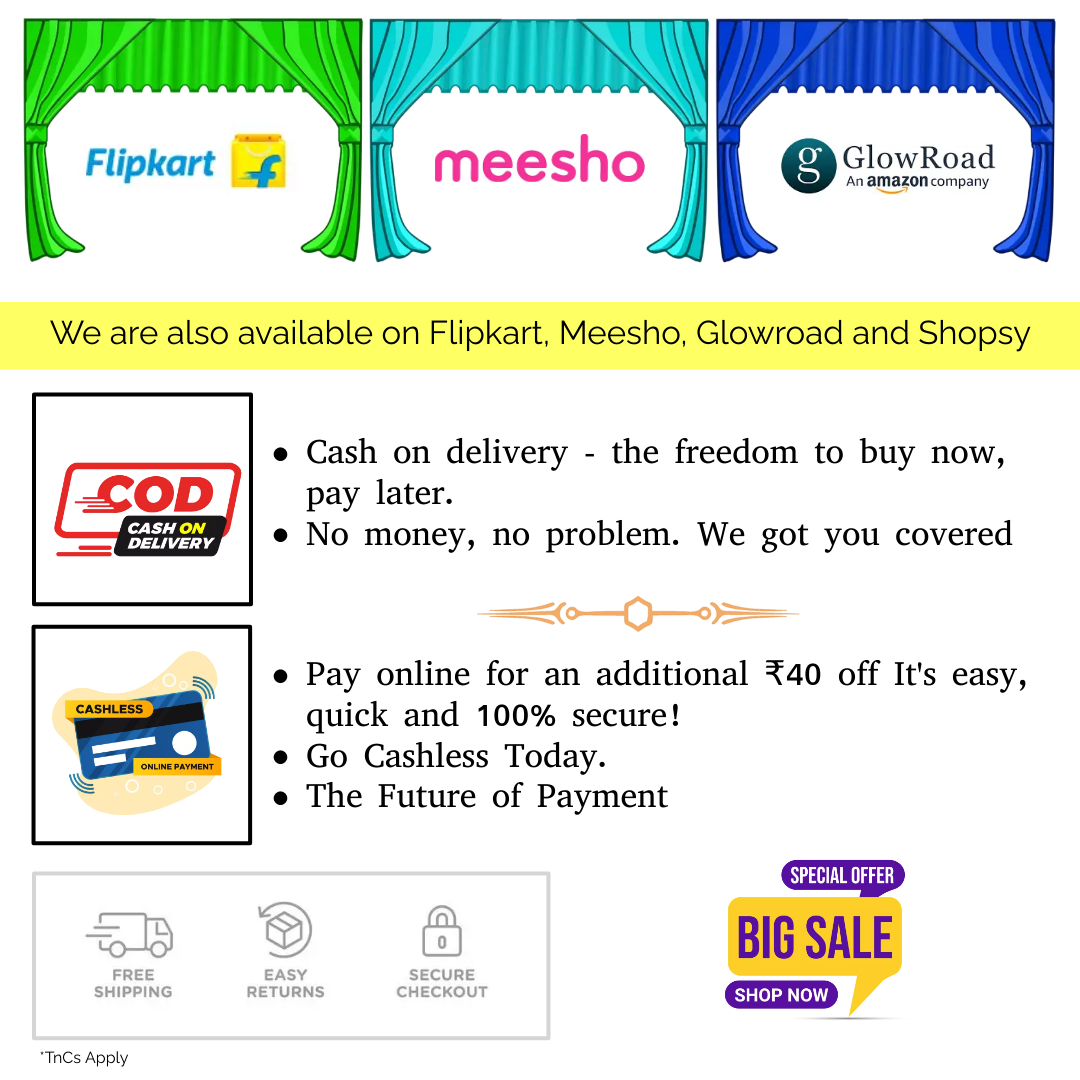 Flipkart
meesho
g GlowRoad
An amazon company
We are also available on Flipkart, Meesho, Glowroad and Shopsy
COD
CASH ON
DELIVERY
• Cash on delivery - the freedom to buy now,
pay later.
• No money, no problem. We got you covered
CASHLESS
ONLINE PAYMENT
• Pay online for an additional ₹40 off It's easy,
quick and 100% secure!
• Go Cashless Today.
• The Future of Payment
FREE
SHIPPING
EASY
RETURNS
SECURE
CHECKOUT
SPECIAL OFFER
BIG SALE
SHOP NOW
*TnCs Apply